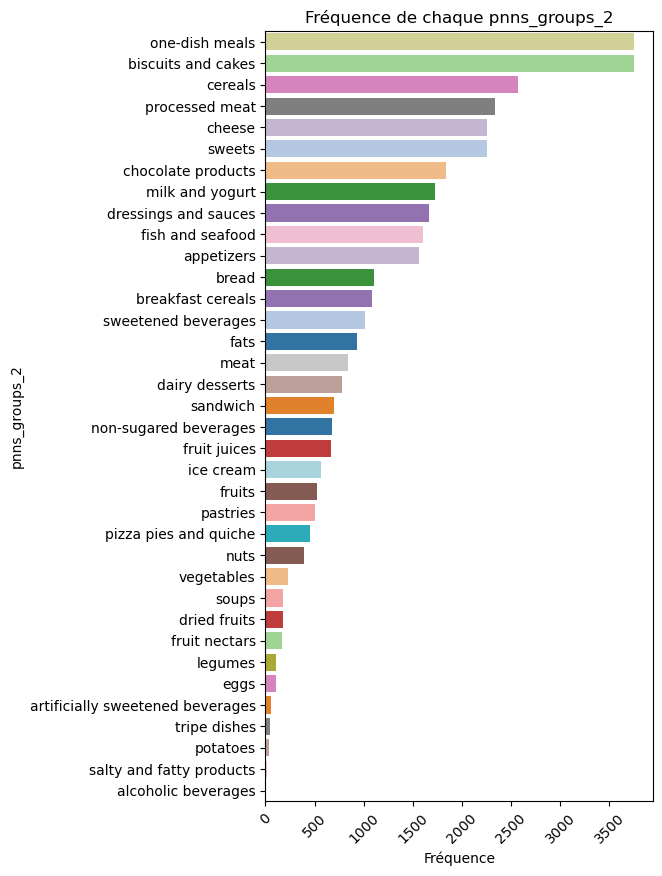 Fréquence de chaque pnns_groups_2
one-dish meals
biscuits and cakes
cereals
processed meat
cheese
sweets
chocolate products
milk and yogurt
dressings and sauces
fish and seafood
appetizers
bread
breakfast cereals
sweetened beverages
fats
meat
dairy desserts
sandwich
non-sugared beverages
fruit juices
ice cream
fruits
pastries
pizza pies and quiche
nuts
vegetables
soups
dried fruits
fruit nectars
legumes
eggs
artificially sweetened beverages
tripe dishes
potatoes
salty and fatty products
alcoholic beverages
pnns_groups_2
0 500 1000 1500 2000 2500 3000 3500
Fréquence